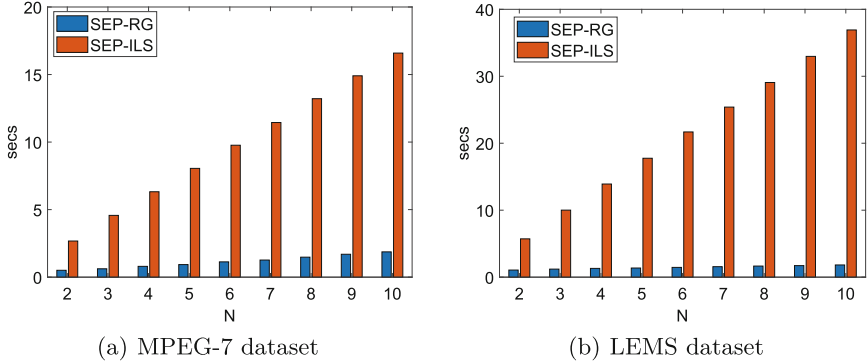 20
15
10
5
0
secs
SEP-RG
SEP-ILS
2 3 4 5 6 7 8 9 10
N
(a) MPEG-7 dataset
40
30
20
10
0
secs
SEP-RG
SEP-ILS
2 3 4 5 6 7 8 9 10
N
(b) LEMS dataset